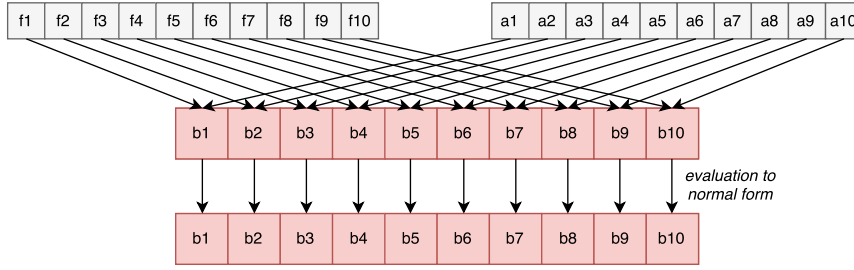 f1 f2 f3 f4 f5 f6 f7 f8 f9 f10 a1 a2 a3 a4 a5 a6 a7 a8 a9 a10
b1 b2 b3 b4 b5 b6 b7 b8 b9 b10
evaluation to
normal form
b1 b2 b3 b4 b5 b6 b7 b8 b9 b10